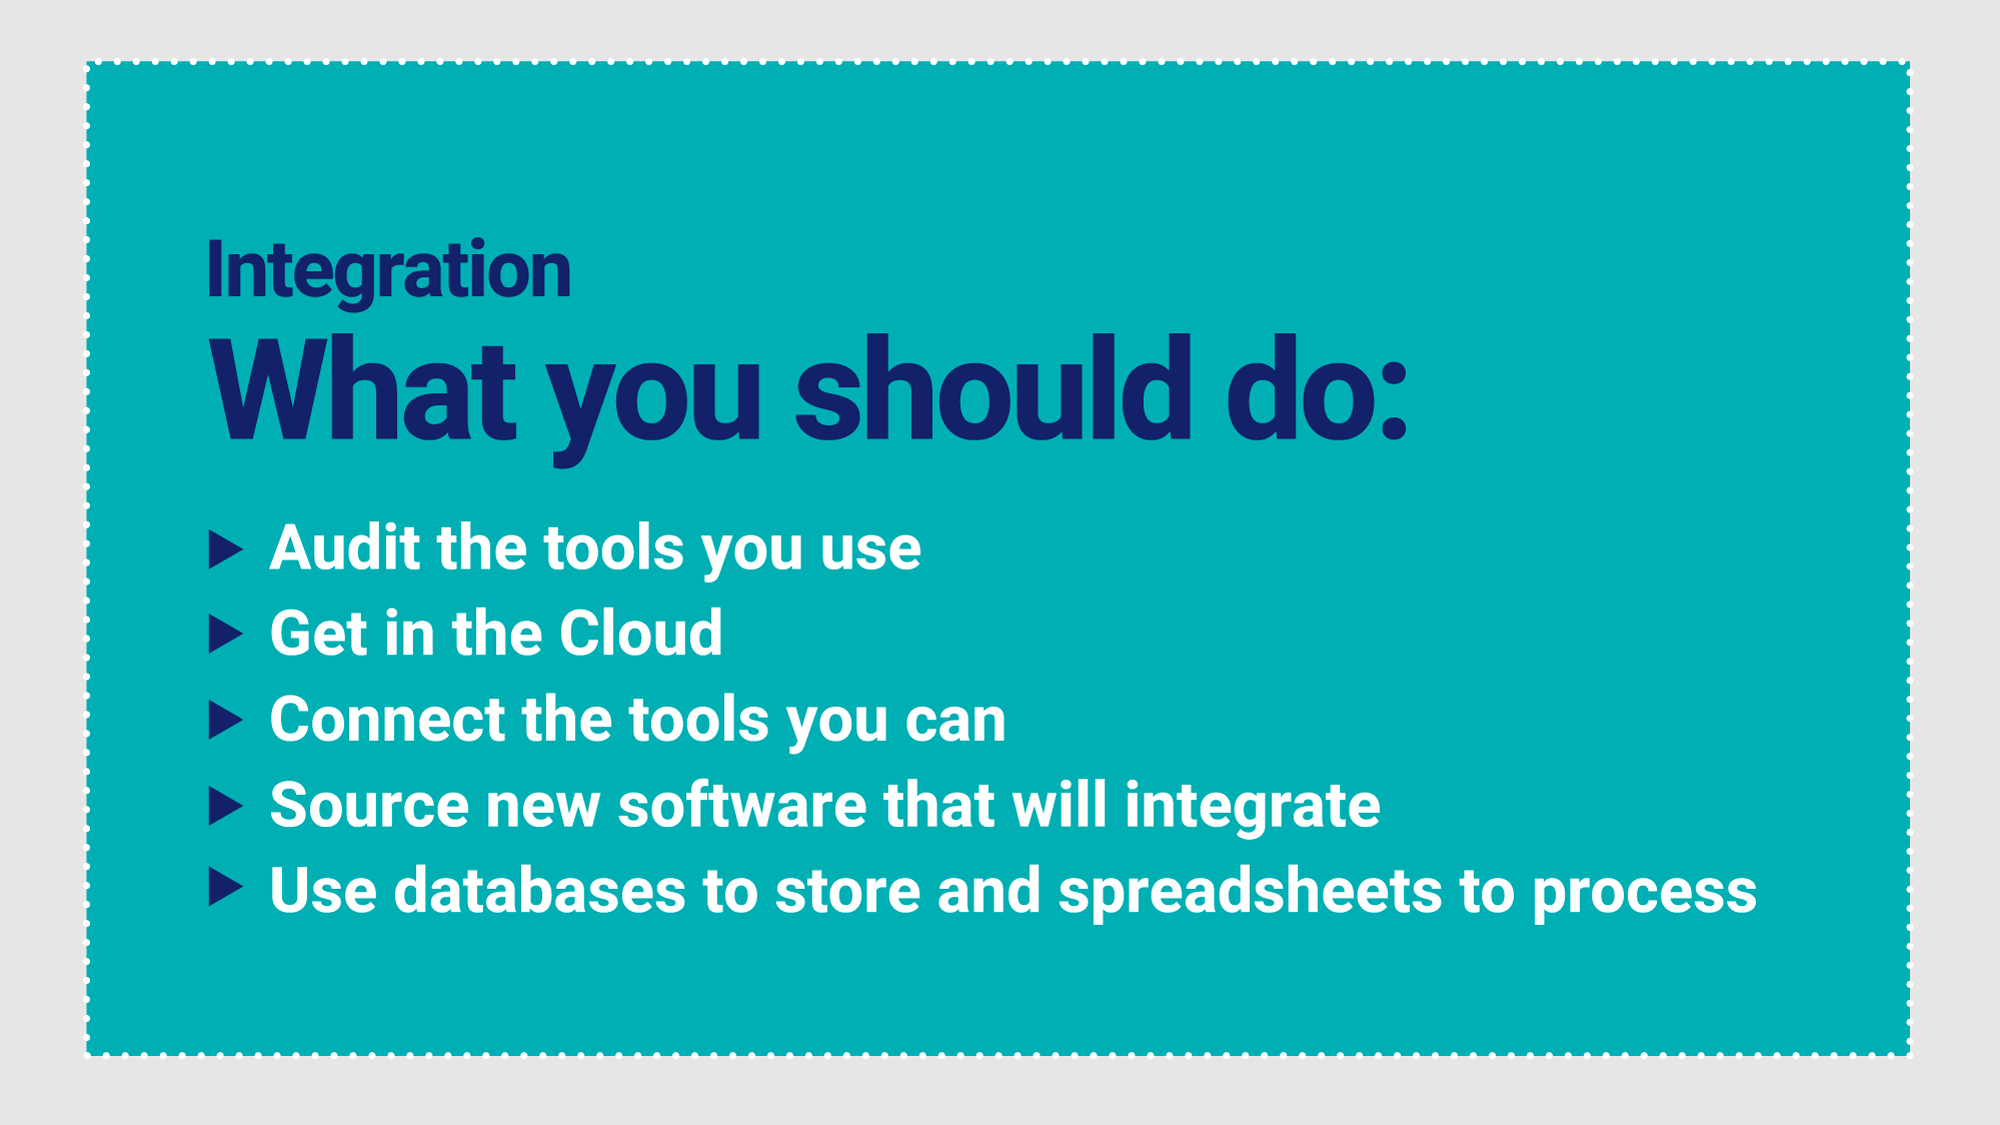 Integration
What you should do:
Audit the tools you use
Get in the Cloud
Connect the tools you can
Source new software that will integrate
Use databases to store and spreadsheets to process